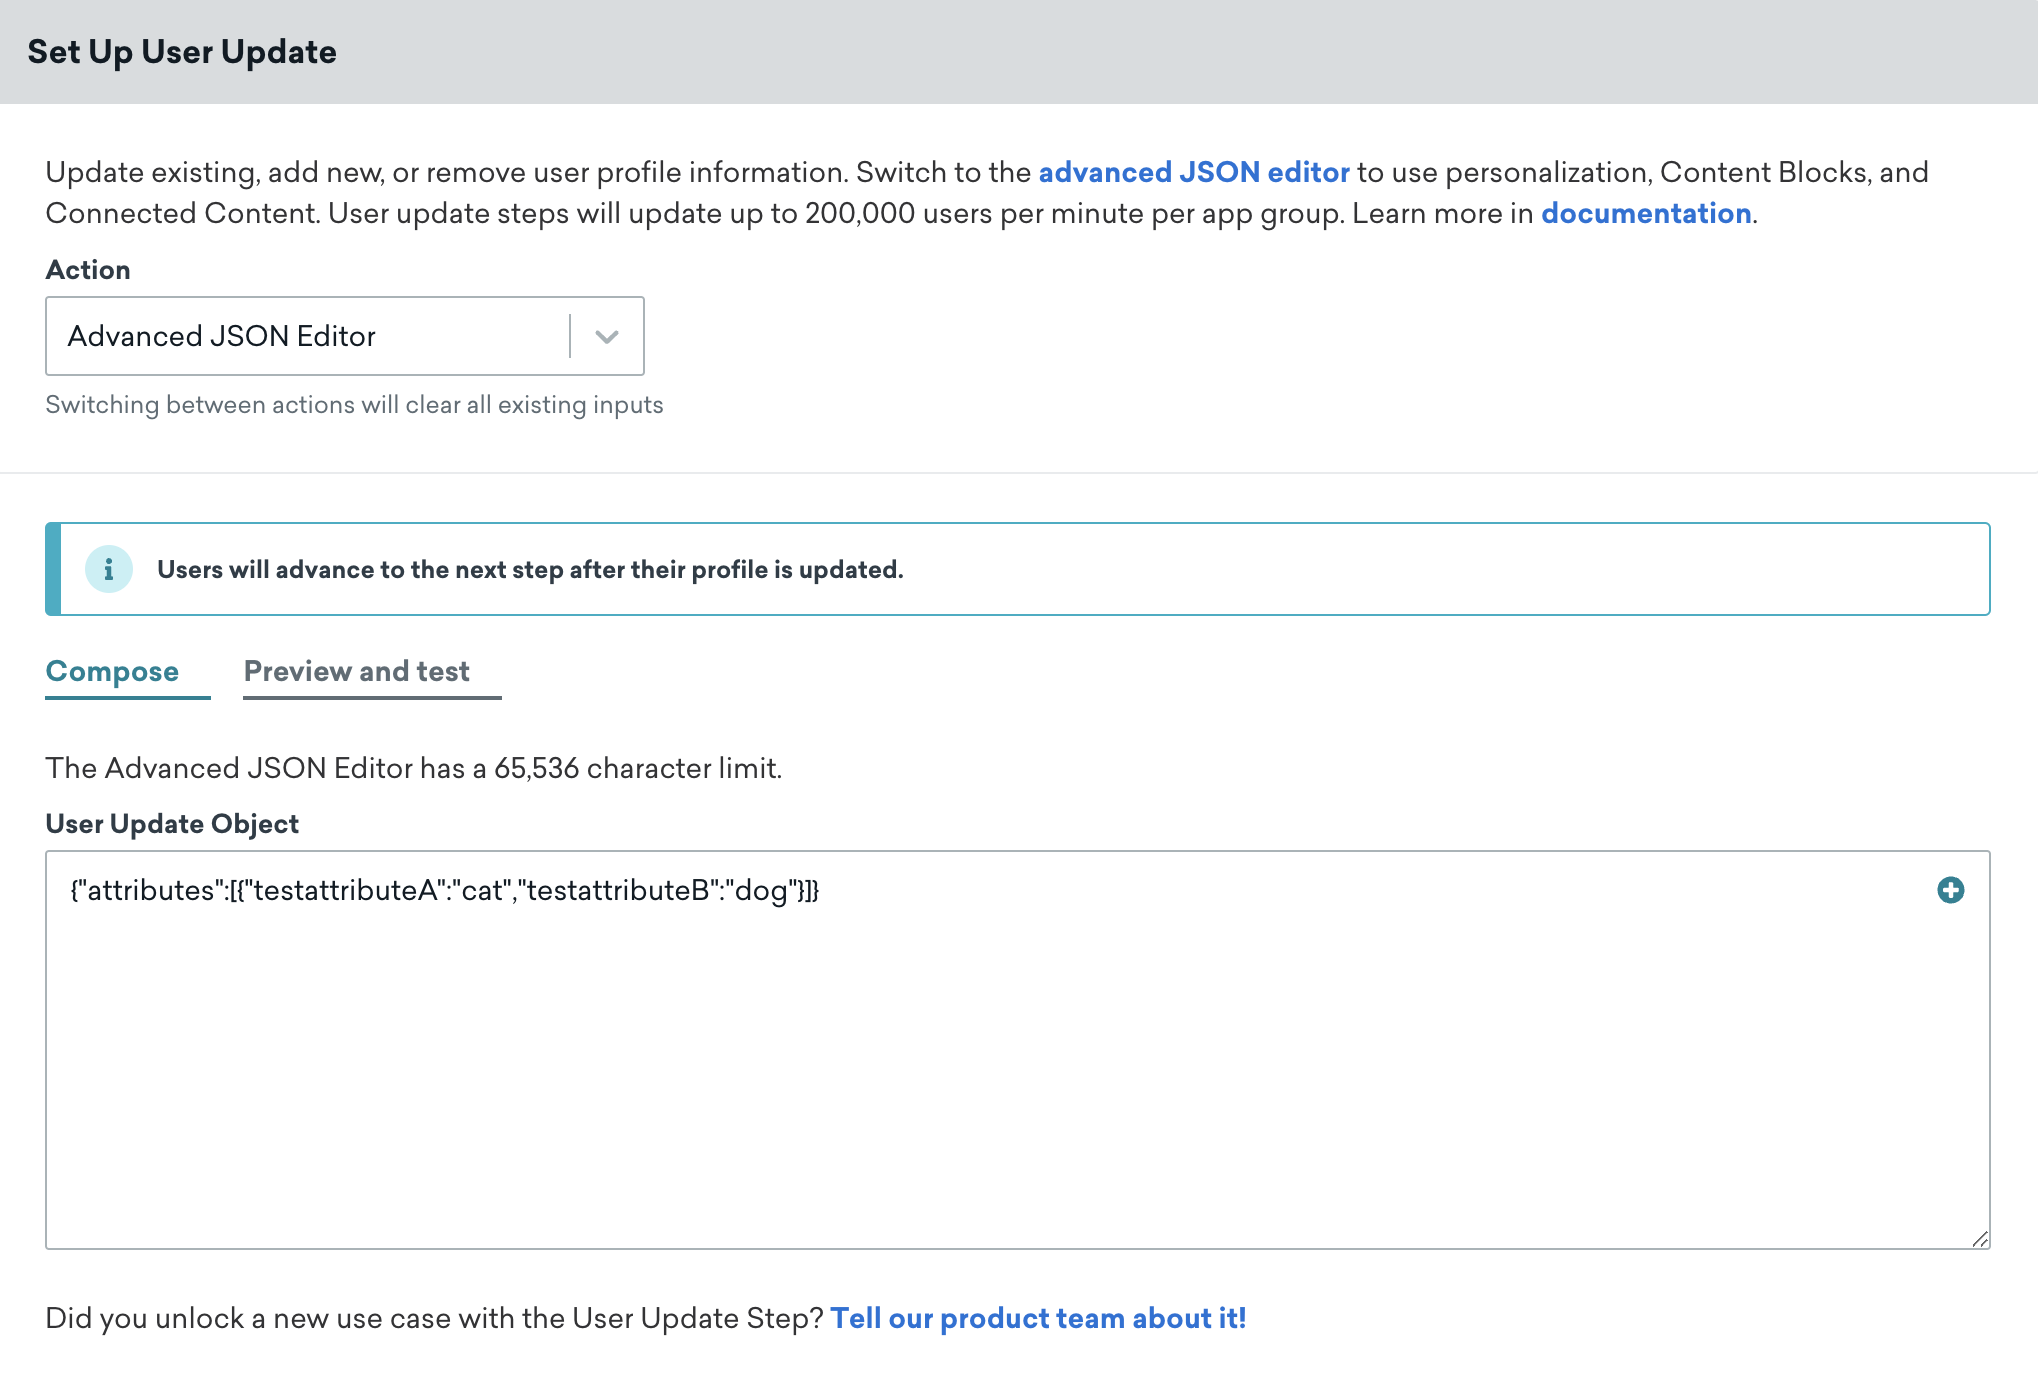 Set Up User Update
Update existing, add new, or remove user profile information. Switch to the advanced JSON editor to use personalization, Content Blocks, and
Connected Content. User update steps will update up to 200,000 users per minute per app group. Learn more in documentation.
Action
Advanced JSON Editor
Switching between actions will clear all existing inputs
Users will advance to the next step after their profile is updated.
Compose
Preview and test
The Advanced JSON Editor has a 65,536 character limit.
User Update Object
{"attributes":[{"testattributeA":"cat","testattributeB":"dog"}]}
Did you unlock a new use case with the User Update Step? Tell our product team about it!